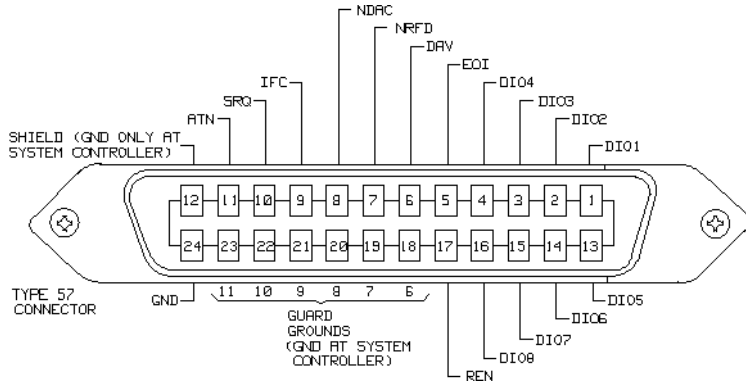 NDAC
NRFD
DAV
EOI
IFC
DIO4
SRQ
DIO3
ATN
DIO2
SHIELD (GND ONLY AT
SYSTEM CONTROLLER)
DIO1
12 11 10 9 8 7 6 5 4 3 2 1
24 23 22 21 20 19 18 17 16 15 14 13
TYPE 57
CONNECTOR
GND
11 10 9 8 7 6
DIO5
GUARD
GROUNDS
(GND AT SYSTEM
CONTROLLER)
DIO6
DIO7
DIO8
REN